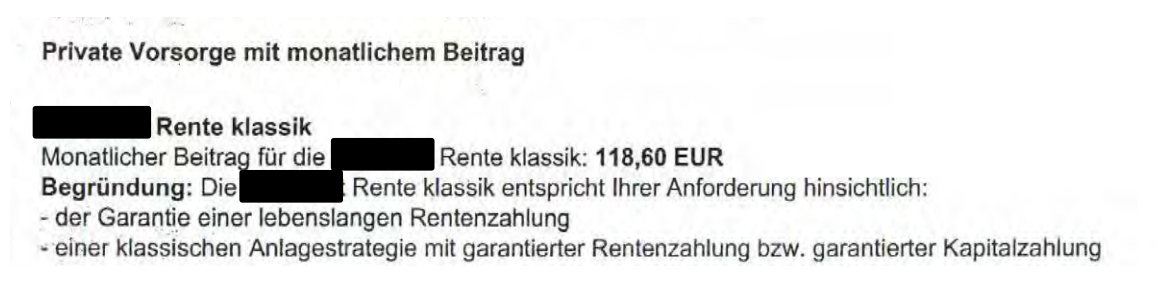 Private Vorsorge mit monatlichem Beitrag
Rente klassik
Monatlicher Beitrag für die Rente klassik: 118,60 EUR
Begründung: Die Rente klassik entspricht Ihrer Anforderung hinsichtlich:
- der Garantie einer lebenslangen Rentenzahlung
- einer klassischen Anlagestrategie mit garantierter Rentenzahlung bzw. garantierter Kapitalzahlung